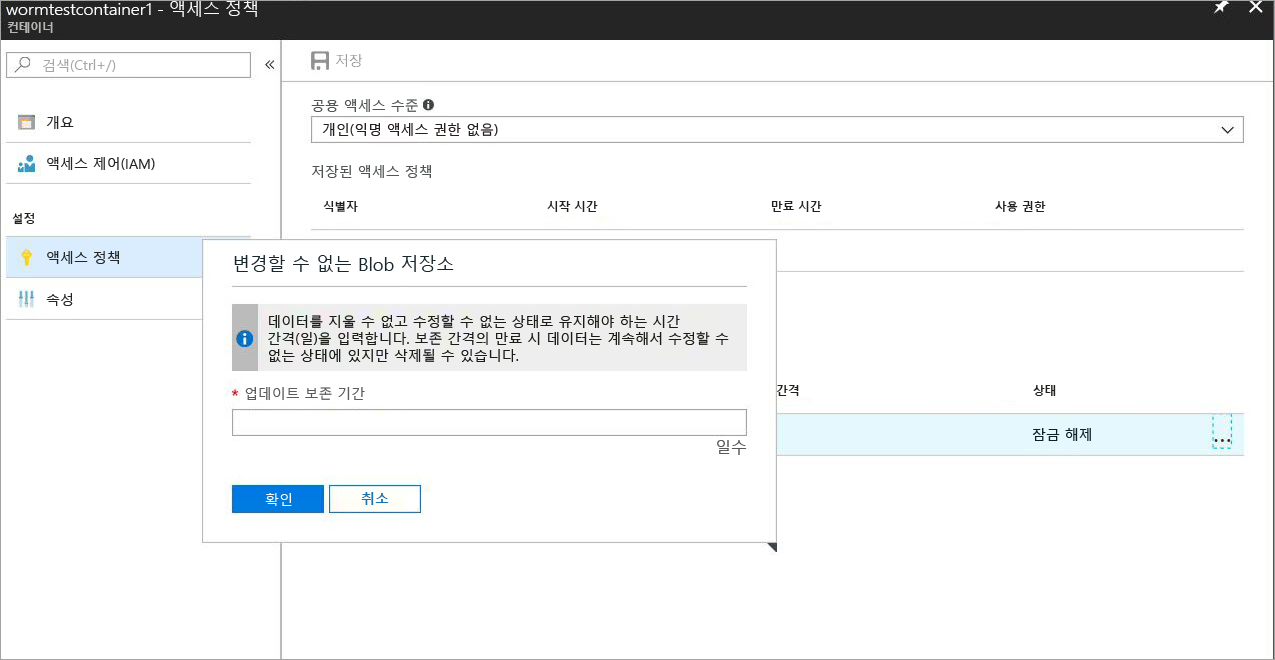 wormtestcontainer1 - 액세스 정책
컨테이너
검색(Ctrl+/)
«
저장
개요
액세스 제어(IAM)
설정
액세스 정책
속성
공용 액세스 수준
개인(익명 액세스 권한 없음)
저장된 액세스 정책
식별자 시작 시간 만료 시간 사용 권한
변경할 수 없는 Blob 저장소
데이터를 지울 수 없고 수정할 수 없는 상태로 유지해야 하는 시간
간격(일)을 입력합니다. 보존 간격의 만료 시 데이터는 계속해서 수정할 수
없는 상태에 있지만 삭제될 수 있습니다.
* 업데이트 보존 기간
일수
확인 취소
간격 상태
잠금 해제 ...